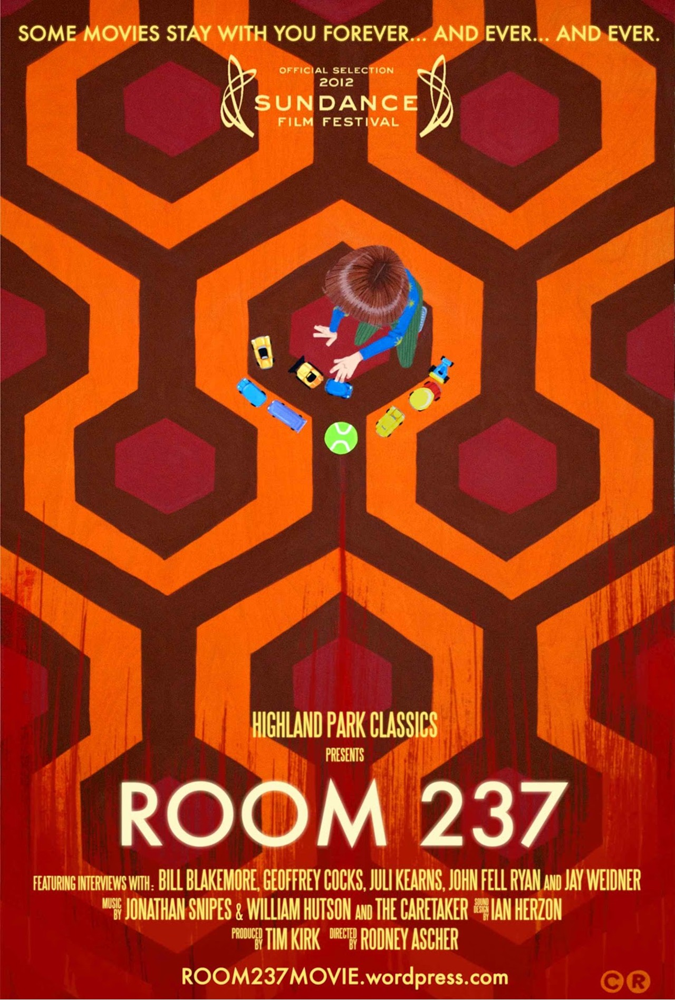 SOME MOVIES STAY WITH YOU FOREVER... AND EVER... AND EVER.
OFFICIAL SELECTION
2012
SUNDANCE
FILM FESTIVAL
HIGHLAND PARK CLASSICS
PRESENTS
ROOM 237
FEATURING INTERVIEWS WITH: BILL BLAKEMORE, GEOFFREY COCKS, JULI KEARNS, JOHN FELL RYAN AND JAY WEIDNER
MUSIC BY JONATHAN SNIPES & WILLIAM HUTSON AND THE CARETAKER SOUND DESIGN BY IAN HERZON
PRODUCED BY TIM KIRK DIRECTED BY RODNEY ASCHER
ROOM237MOVIE.wordpress.com
C R